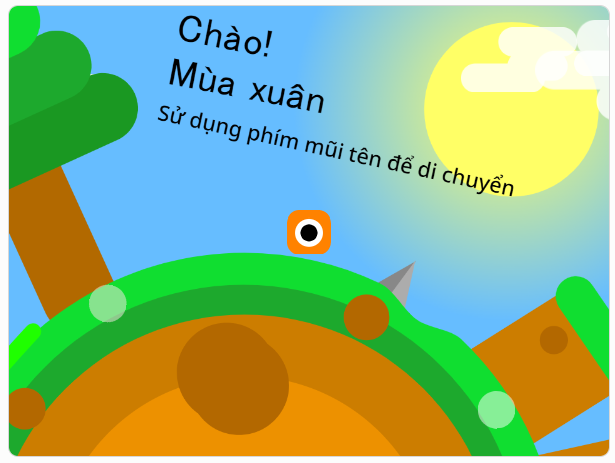 Chào!
Mùa xuân
Sử dụng phím mũi tên để di chuyển